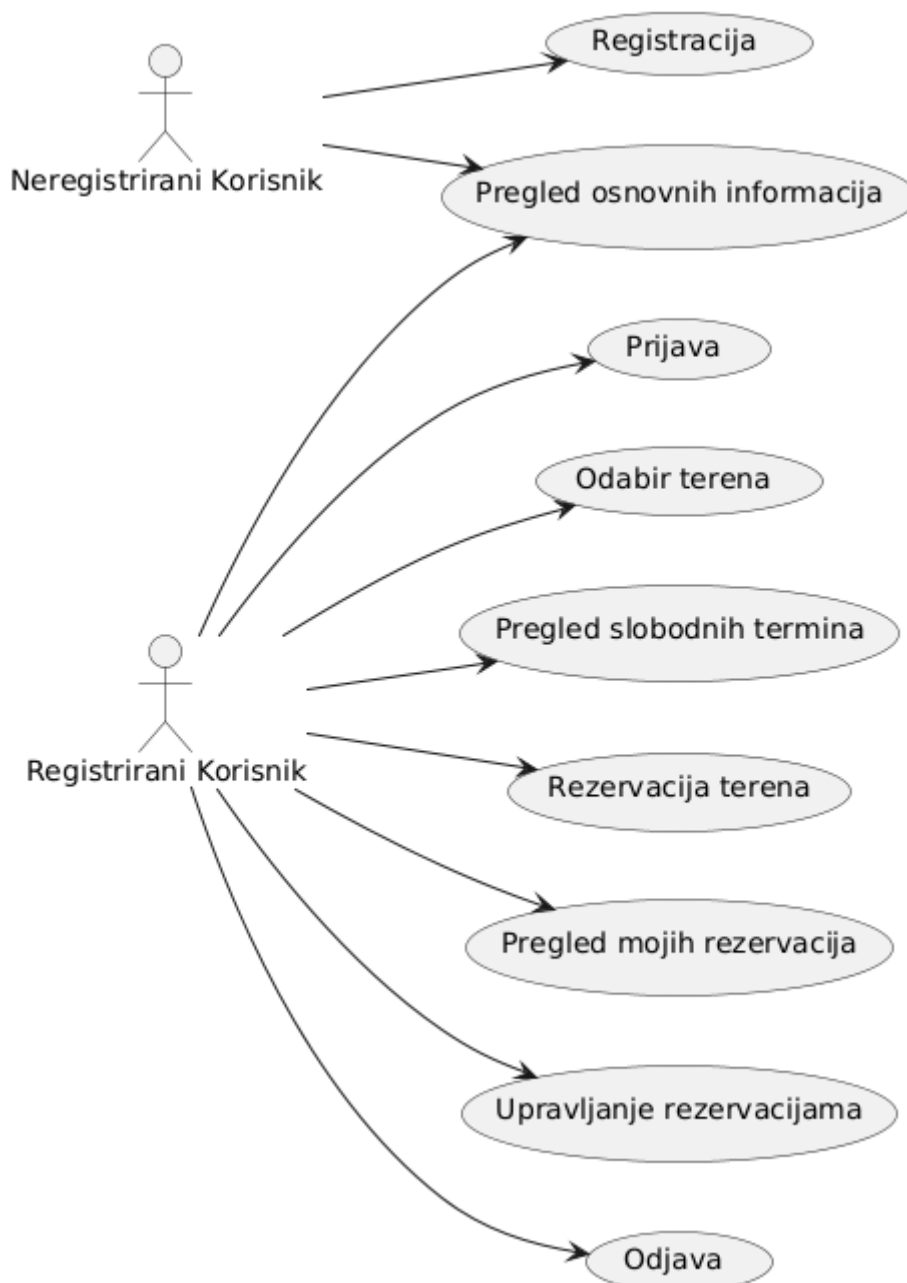 Registracija
Neregistrirani Korisnik
Pregled osnovnih informacija
Prijava
Odabir terena
Pregled slobodnih termina
Registrirani Korisnik
Rezervacija terena
Pregled mojih rezervacija
Upravljanje rezervacijama
Odjava